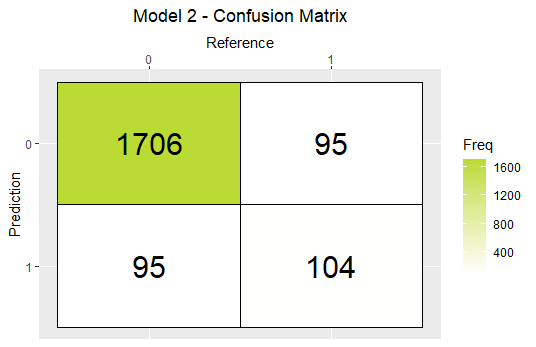 Model 2 - Confusion Matrix
Reference
0 1
0 1706 95
Prediction
1 95 104
Freq
1600
1200
800
400